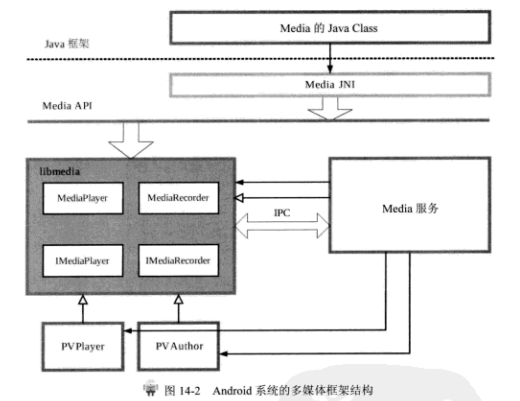 Media 的 Java Class
Java 框架
Media JNI
Media API
libmedia
MediaPlayer
MediaRecorder
IPC
Media 服务
IMediaPlayer
IMediaRecorder
PVPlayer
PVAuthor
图 14-2 Android 系统的多媒体框架结构